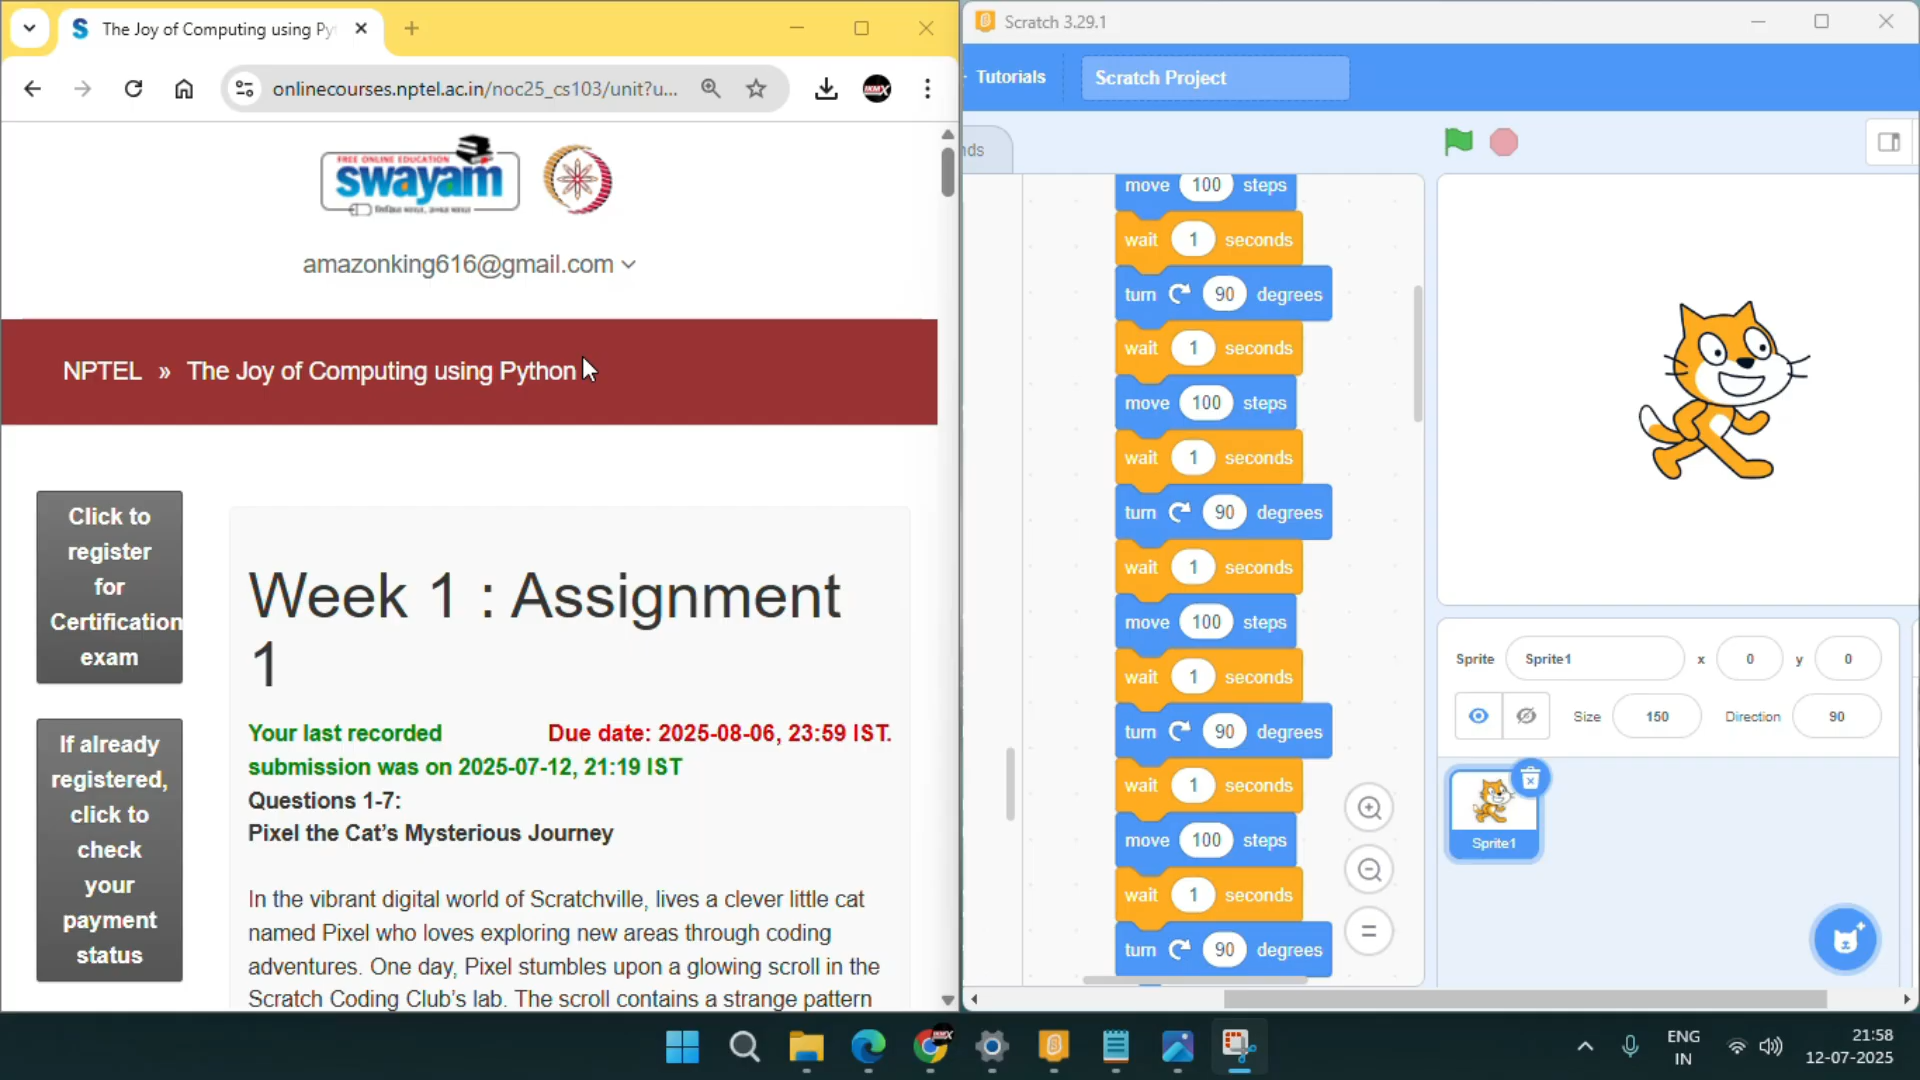 The Joy of Computing using Py
onlinecourses.nptel.ac.in/noc25_cs103/unit?u...
FREE ONLINE EDUCATION
swayam
amazonking616@gmail.com
NPTEL » The Joy of Computing using Python
Click to
register
for
Certification
exam
If already
registered,
click to
check
your
payment
status
Week 1 : Assignment
1
Your last recorded
submission was on 2025-07-12, 21:19 IST
Due date: 2025-08-06, 23:59 IST.
Questions 1-7:
Pixel the Cat’s Mysterious Journey
In the vibrant digital world of Scratchville, lives a clever little cat
named Pixel who loves exploring new areas through coding
adventures. One day, Pixel stumbles upon a glowing scroll in the
Scratch Coding Club’s lab. The scroll contains a strange pattern
Scratch 3.29.1
Tutorials
Scratch Project
nds
move 100 steps
wait 1 seconds
turn 90 degrees
wait 1 seconds
move 100 steps
wait 1 seconds
turn 90 degrees
wait 1 seconds
move 100 steps
wait 1 seconds
turn 90 degrees
wait 1 seconds
move 100 steps
wait 1 seconds
turn 90 degrees
Sprite Sprite1 x 0 y 0
Size 150 Direction 90
Sprite1
ENG
IN
21:58
12-07-2025